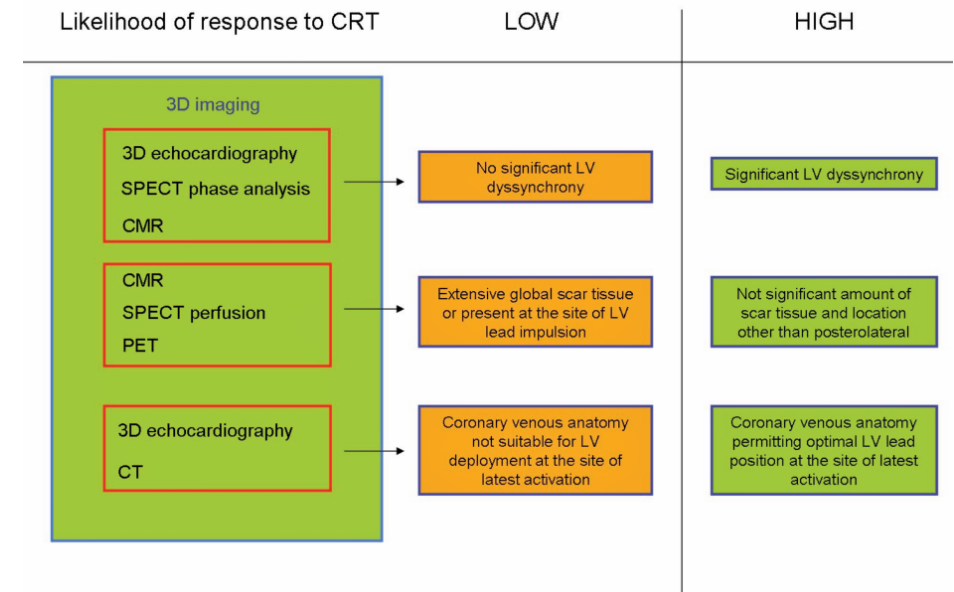 Likelihood of response to CRT
LOW
HIGH
3D imaging
3D echocardiography
SPECT phase analysis
CMR
No significant LV
dyssynchrony
Significant LV dyssynchrony
CMR
SPECT perfusion
PET
Extensive global scar tissue
or present at the site of LV
lead impulsion
Not significant amount of
scar tissue and location
other than posterolateral
3D echocardiography
CT
Coronary venous anatomy
not suitable for LV
deployment at the site of
latest activation
Coronary venous anatomy
permitting optimal LV lead
position at the site of latest
activation